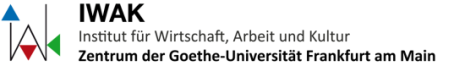 IWAK
Institut für Wirtschaft, Arbeit und Kultur
Zentrum der Goethe-Universität Frankfurt am Main